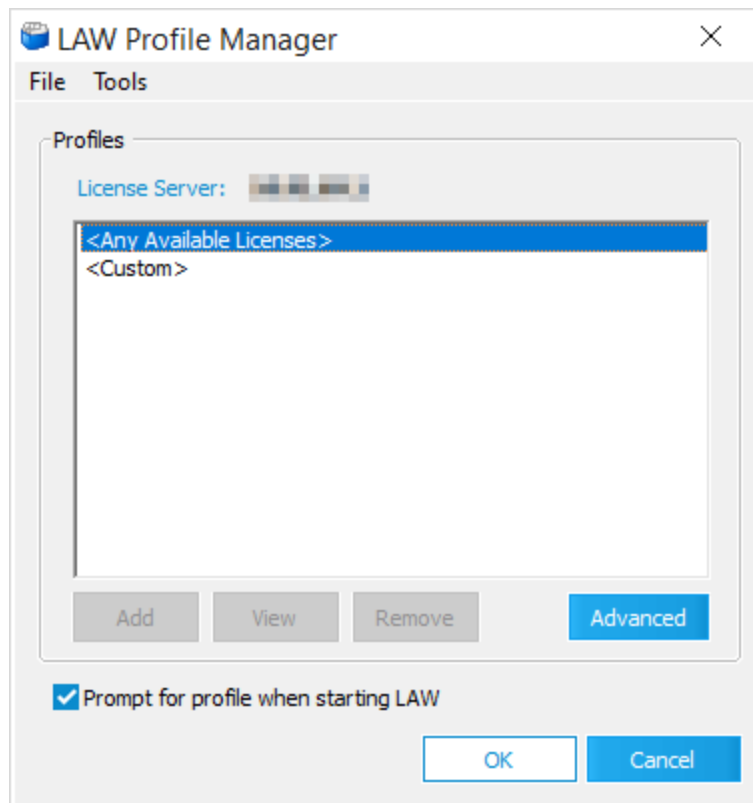 LAW Profile Manager
File Tools
Profiles
License Server:
<Any Available Licenses>
<Custom>
Add View Remove Advanced
Prompt for profile when starting LAW
OK Cancel